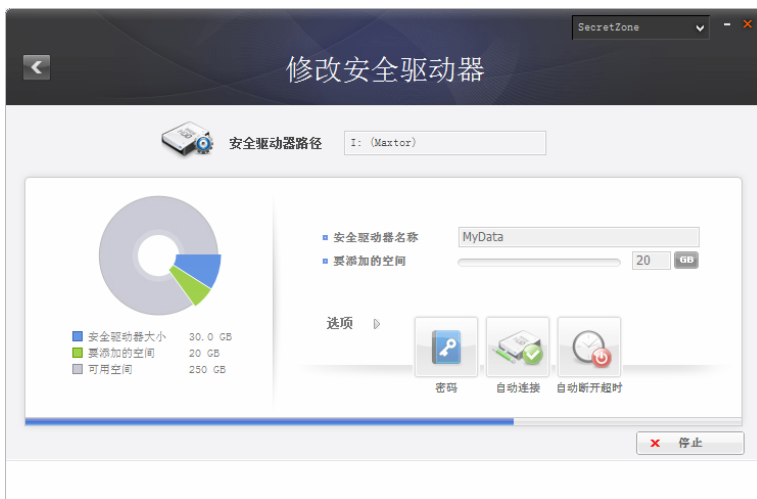 SecretZone
修改安全驱动器
安全驱动器路径 I: (Maxtor)
安全驱动器名称 MyData
要添加的空间 20 GB
选项
安全驱动器大小 30.0 GB
要添加的空间 20 GB
可用空间 250 GB
密码 自动连接 自动断开超时
停止